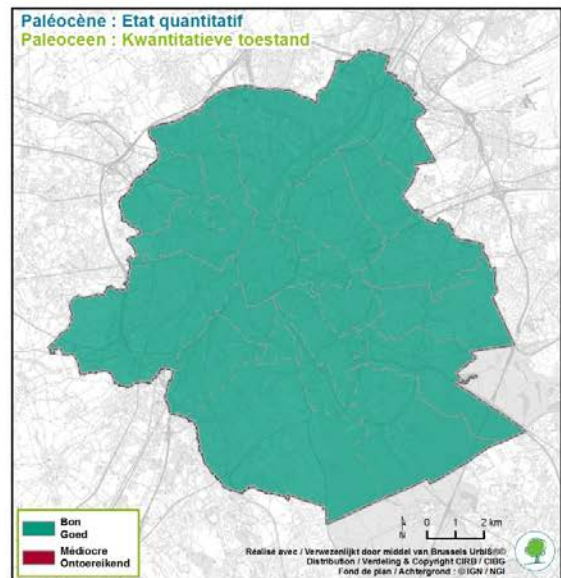 Paléocène : Etat quantitatif
Paleoceen : Kwantitatieve toestand
Bon
Goed
Médiocre
Ontoereikend
N
0 1 2 km
Réalisé avec / Verwezenlijkt door middel van Brussels UrbIS®©
Distribution / Verdeling & Copyright CIRB / CIBG
Fond de plan / Achtergrond : © IGN / NGI